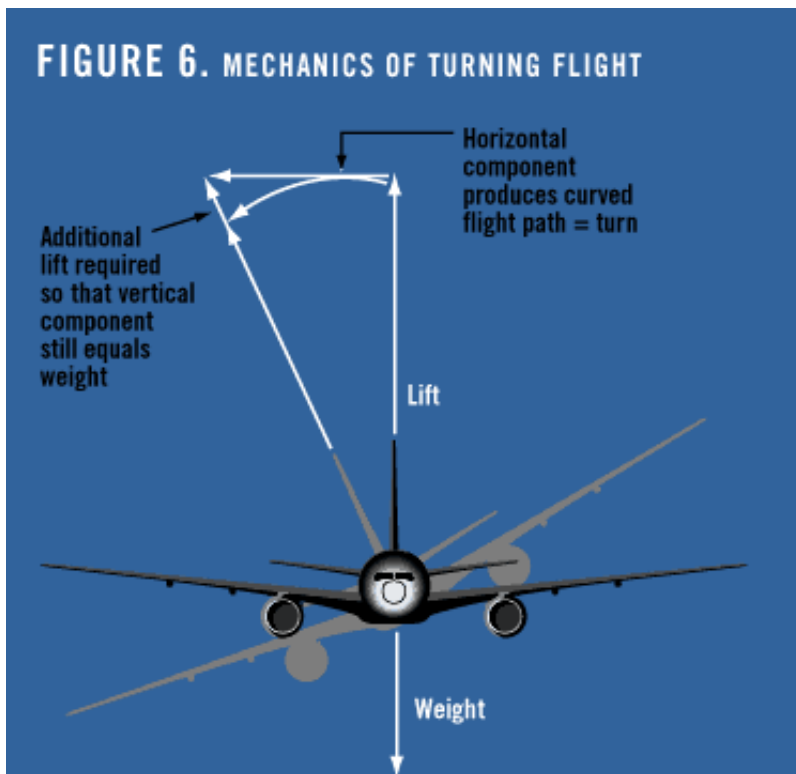 FIGURE 6. MECHANICS OF TURNING FLIGHT
Horizontal
component
produces curved
flight path = turn
Additional
lift required
so that vertical
component
still equals
weight
Lift
Weight